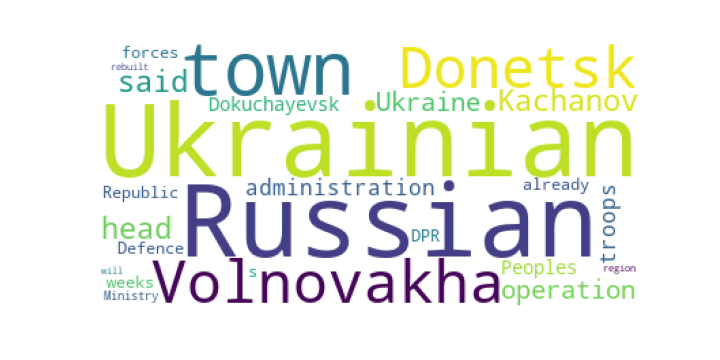 forces
rebuilt
said
town
Donetsk
Dokuchayevsk
Ukraine
Kachanov
Ukrainian
Republic
administration
already
head
Russian
DPR
troops
Defence
will
weeks
Ministry
Volnovakha
s
Peoples
region
operation